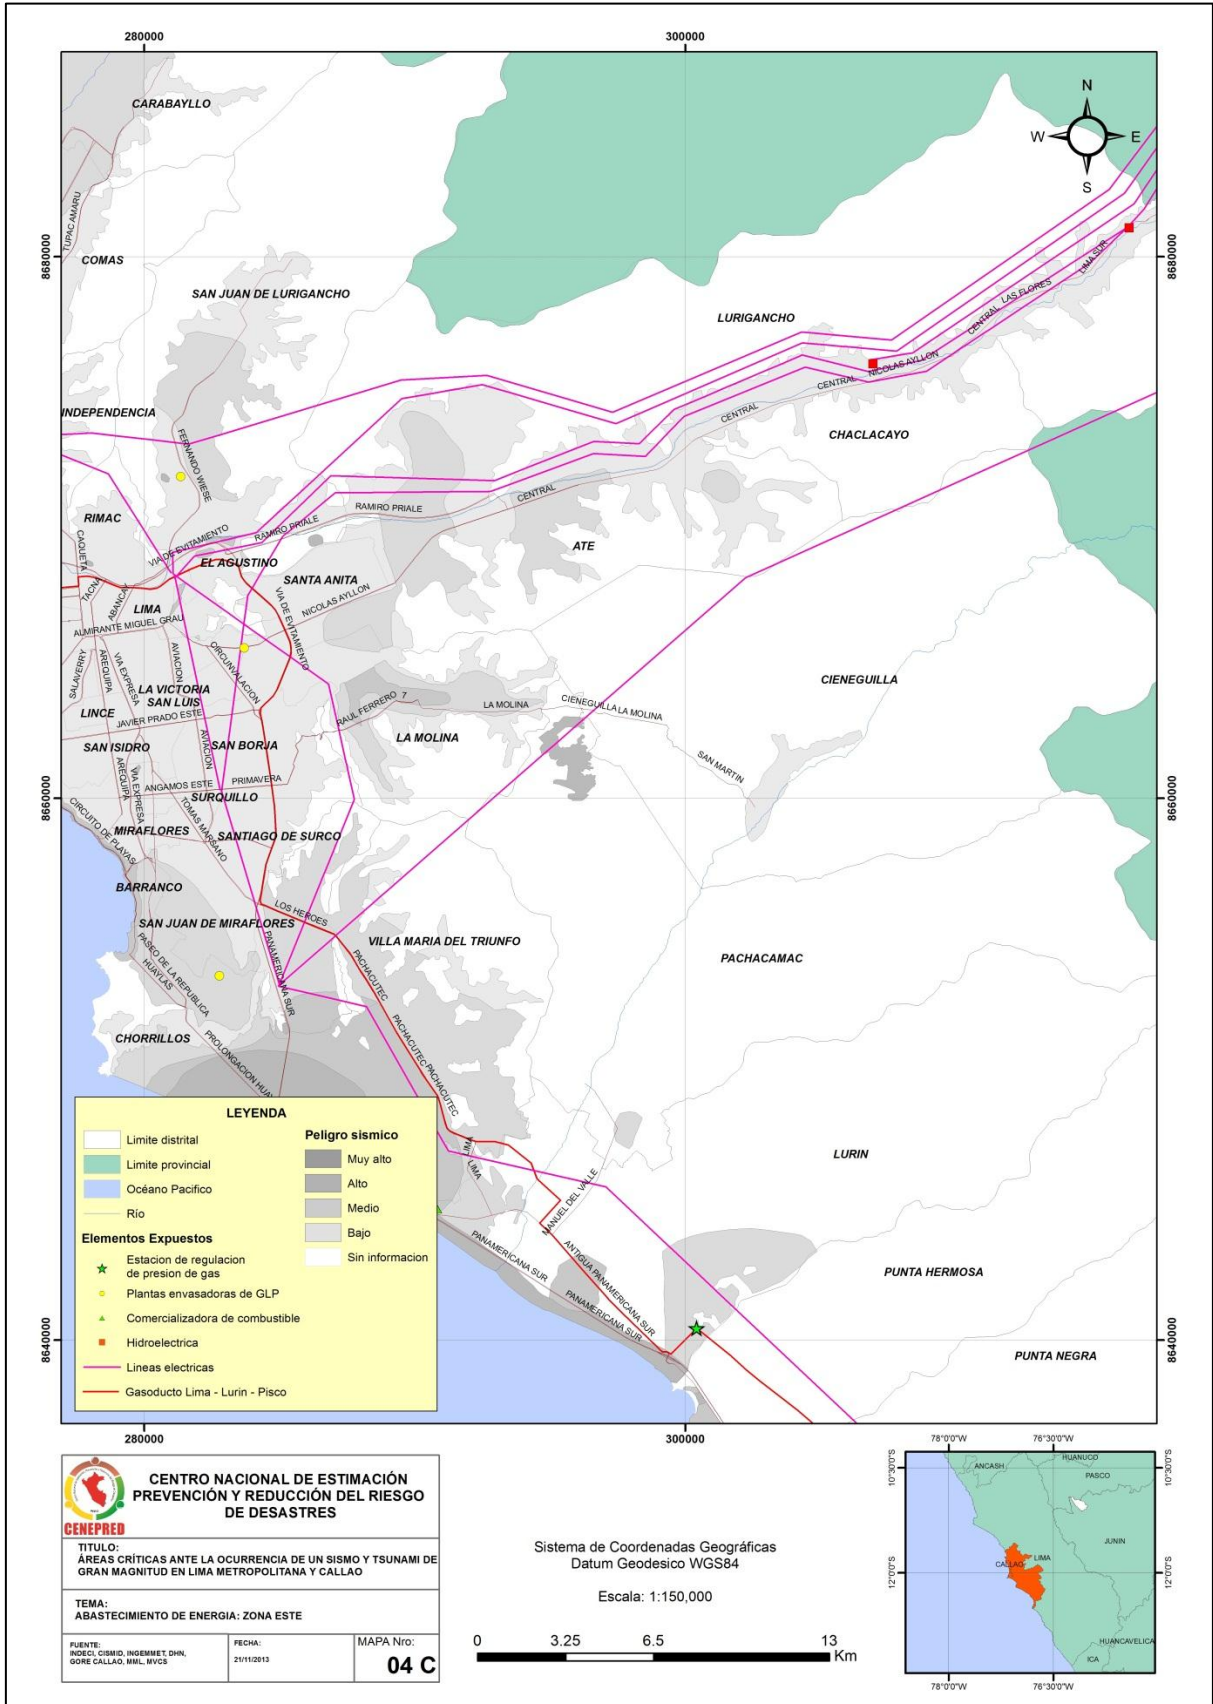 280000
300000
N
W
E
S
CARABAYLLO
TUPAC AMARU
COMAS
8680000
8680000
SAN JUAN DE LURIGANCHO
LIMA SUR
LAS FLORES
CENTRAL
LURIGANCHO
NICOLAS AYLLON
CENTRAL
CENTRAL
INDEPENDENCIA
FERNANDO WIESE
CHACLACAYO
CENTRAL
RAMIRO PRIALE
RIMAC
VIA DE EVITAMIENTO
RAMIRO PRIALE
CAQUETA
ATE
EL AGUSTINO
SANTA ANITA
TACNA
ABANCAY
LIMA
NICOLAS AYLLON
VIA DE EVITAMIENTO
ALMIRANTE MIGUEL GRAU
SALAVERRY
AREQUIPA
VIA EXPRESA
AVIACION
CIRCUNVALACION
CIENEGUILLA
LA VICTORIA
SAN LUIS
LINCE
JAVIER PRADO ESTE
RAUL FERRERO
7
LA MOLINA
CIENEGUILLA LA MOLINA
LA MOLINA
SAN ISIDRO
AVIACION
SAN BORJA
SAN MARTIN
AREQUIPA
VIA EXPRESA
ANGAMOS ESTE
PRIMAVERA
SURQUILLO
8660000
8660000
CIRCUITO DE PLAYAS
MIRAFLORES
TOMAS MARSANO
SANTIAGO DE SURCO
BARRANCO
LOS HEROES
SAN JUAN DE MIRAFLORES
VILLA MARIA DEL TRIUNFO
PANAMERICANA SUR
PASEO DE LA REPUBLICA
HUAYLAS
PACHACUTEC
PACHACAMAC
CHORRILLOS
PROLONGACION HUAY
PACHACUTEC
PACHACUTEC
LIMA
LIMA
LURIN
MANUEL DEL VALLE
PANAMERICANA SUR
ANTIGUA PANAMERICANA SUR
PANAMERICANA SUR
PUNTA HERMOSA
PUNTA NEGRA
8640000
8640000
LEYENDA
Limite distrital
Limite provincial
Océano Pacifico
Río
Elementos Expuestos
Estacion de regulacion
de presion de gas
Plantas envasadoras de GLP
Comercializadora de combustible
Hidroelectrica
Lineas electricas
Gasoducto Lima - Lurin - Pisco
Peligro sismico
Muy alto
Alto
Medio
Bajo
Sin informacion
280000
300000
CENEPRED
CENTRO NACIONAL DE ESTIMACIÓN
PREVENCIÓN Y REDUCCIÓN DEL RIESGO
DE DESASTRES
TITULO:
ÁREAS CRÍTICAS ANTE LA OCURRENCIA DE UN SISMO Y TSUNAMI DE
GRAN MAGNITUD EN LIMA METROPOLITANA Y CALLAO
TEMA:
ABASTECIMIENTO DE ENERGIA: ZONA ESTE
FUENTE:
INDECI, CISMID, INGEMMET, DHN,
GORE CALLAO, MML, MVCS
FECHA:
21/11/2013
MAPA Nro:
04 C
Sistema de Coordenadas Geográficas
Datum Geodesico WGS84
Escala: 1:150,000
0
3.25
6.5
13
Km
78°0'0"W
76°30'0"W
10°30'0"S
10°30'0"S
12°0'0"S
12°0'0"S
ANCASH
HUANUCO
PASCO
JUNIN
CALLAO
LIMA
HUANCAVELICA
ICA
78°0'0"W
76°30'0"W